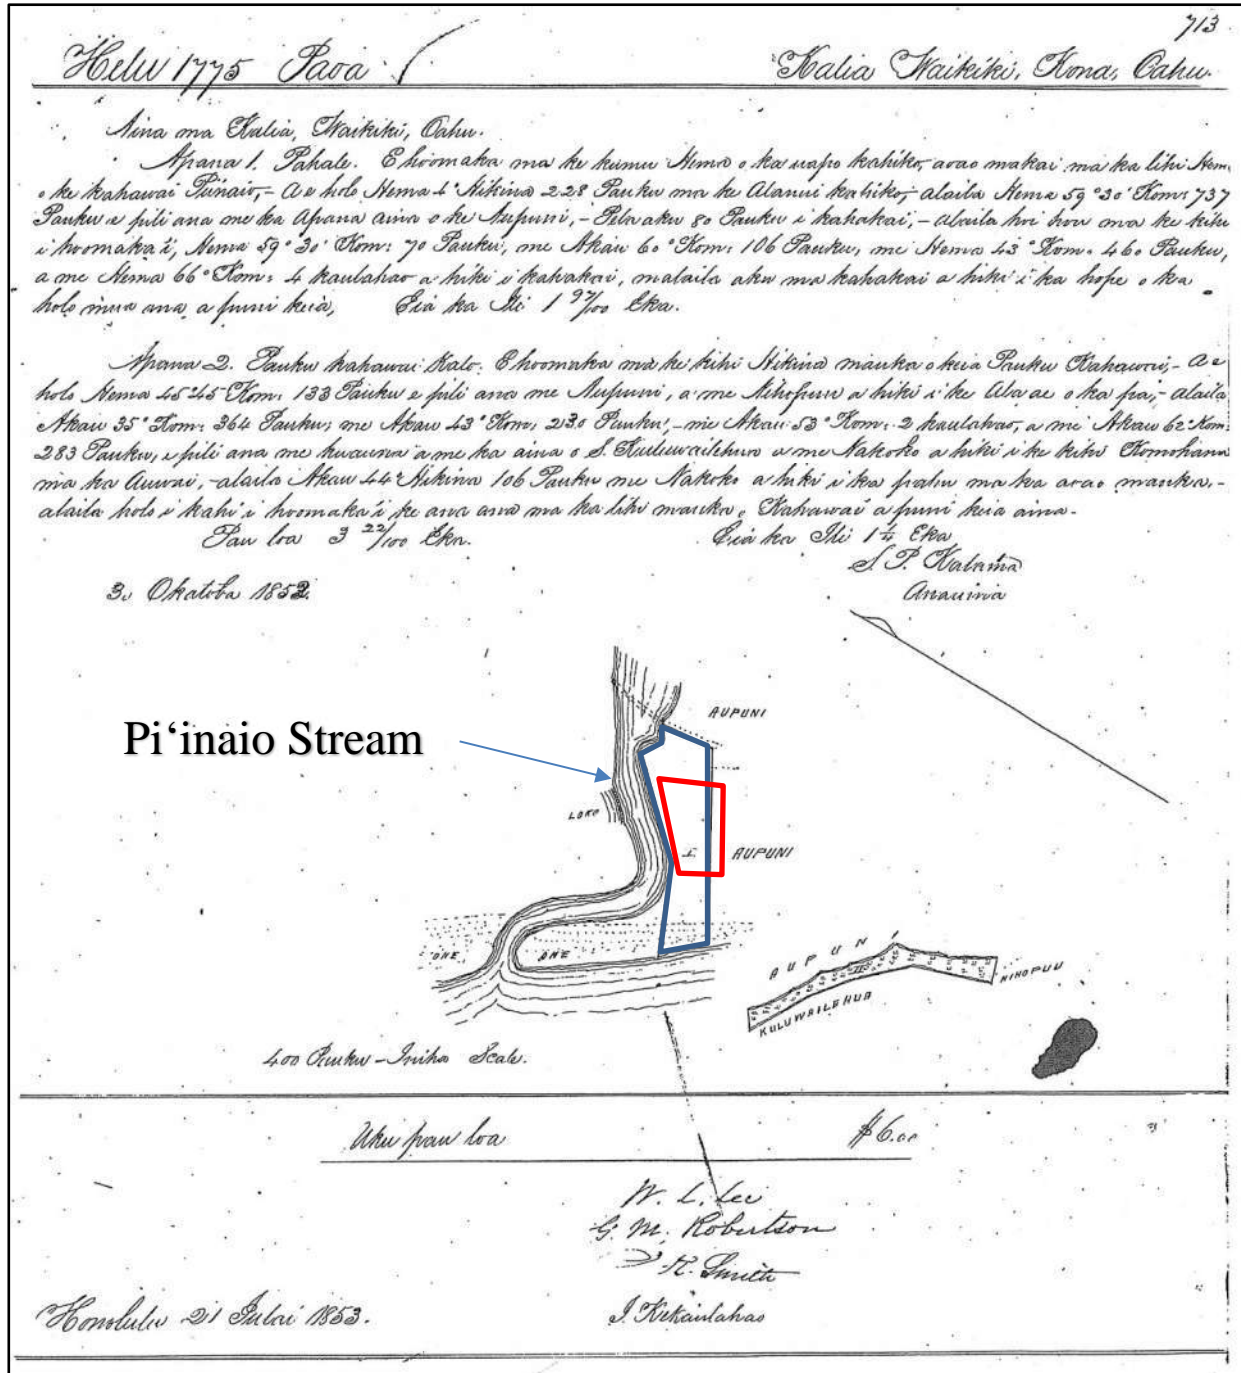 713
Helu 1775 Paoa Kalia Waikiki, Kona, Oahu.
Aina ma Kalia, Waikiki, Oahu.
Apana 1. Pahale. E hoomaka ma ke kumu Hema o ka uapo kahiko, aoao makai ma ka lihi Hem.
o ke kahawai Piinaio,- A e holo Hema 4° Hikina 228 Pauku ma ke Alanui kahiko,- alaila Hema 59°30' Kom: 737
Pauku e pili ana me ka Apana aina o ke Aupuni,- Pela aku 80 Pauku i kahakai,- alaila hoi hou ma ke kihi
i hoomaka i, Hema 59°30' Kom: 70 Pauku, me Akau 60° Kom: 106 Pauku, me Hema 43° Kom. 460 Pauku,
a me Hema 66° Kom: 4 kaulahao a hiki i kahakai, malaila aku ma kahakai a hiki i ka hope o ka
holo mua ana a puni keia, Eia ka Ili 1 97/100 Eka.
Apana 2. Pauku kahawai Kalo. E hoomaka ma ke kihi Hikina mauka o keia Pauku Kahawai,- A e
holo Hema 45°45' Kom: 133 Pauku e pili ana me Aupuni, a me Nihopuu a hiki i ke Alo ae o ka pa,- alaila
Akau 35° Kom: 364 Pauku, me Akau 43° Kom: 230 Pauku,- me Akau 53° Kom: 2 kaulahao, a me Akau 62° Kom:
283 Pauku, e pili ana me kuauna a me ka aina o S. Kuluwailehua a me Nakoko a hiki i ke kihi Komohana
ma ka Auwai,- alaila Akau 44° Hikina 106 Pauku me Nakoko a hiki i ka pahu ma ka aoao mauka,-
alaila holo i kahi i hoomaka i ke ana ana ma ka lihi mauka. Kahawai a puni keia aina.
Pau loa 3 22/100 Eka. Eia ka Ili 1 1/4 Eka
S. P. Kalama
3. Okatoba 1852. Anaaina
AUPUNI
Pi‘inaio Stream
LOKO
AUPUNI
ONE ONE
AUPUNI
NIHOPUU
KULUWAILEHUA
400 Pauku - Iniha Scale.
Uku pau loa $6.00
W. L. Lee
G. M. Robertson
J. Kekaulahao
Honolulu 21 Iulai 1853.